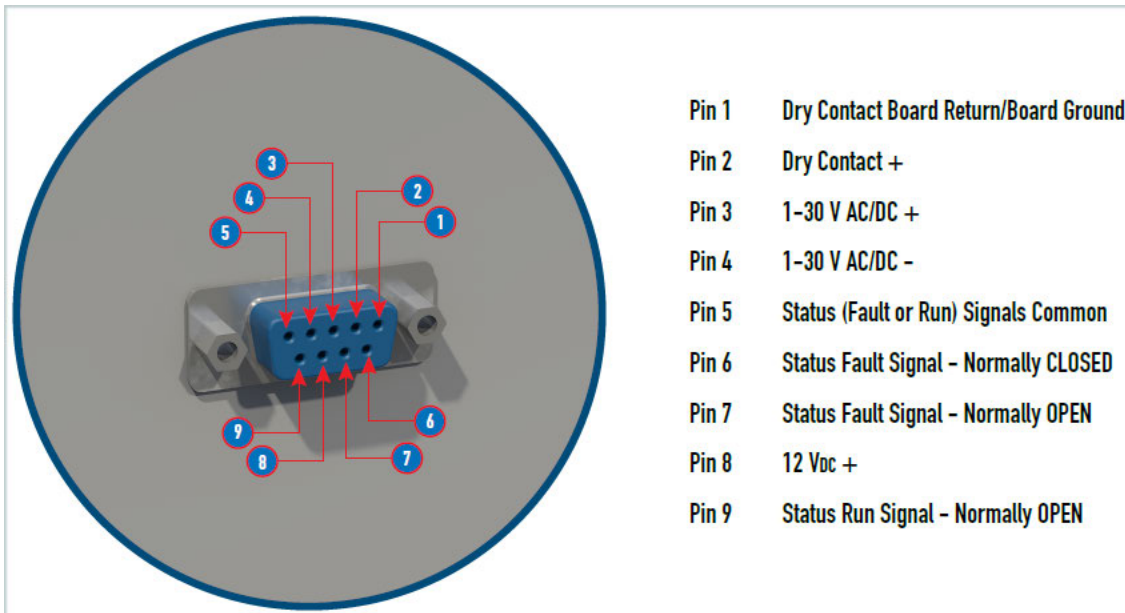 3
4
2
5
1
9
6
8
7
Pin 1 Dry Contact Board Return/Board Ground
Pin 2 Dry Contact +
Pin 3 1-30 V AC/DC +
Pin 4 1-30 V AC/DC -
Pin 5 Status (Fault or Run) Signals Common
Pin 6 Status Fault Signal - Normally CLOSED
Pin 7 Status Fault Signal - Normally OPEN
Pin 8 12 VDC +
Pin 9 Status Run Signal - Normally OPEN